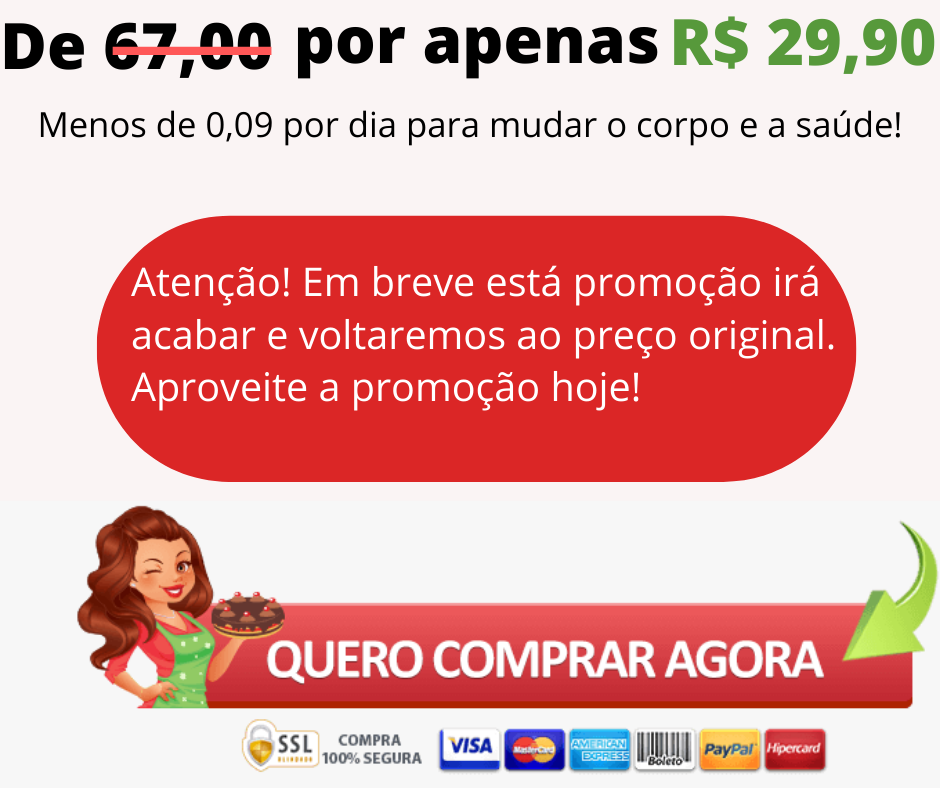 De 67,00 por apenas R$ 29,90
Menos de 0,09 por dia para mudar o corpo e a saúde!
Atenção! Em breve está promoção irá
acabar e voltaremos ao preço original.
Aproveite a promoção hoje!
QUERO COMPRAR AGORA
SSL
BLINDADO
COMPRA
100% SEGURA
VISA
MasterCard
AMERICAN
EXPRESS
Boleto
PayPal
Hipercard